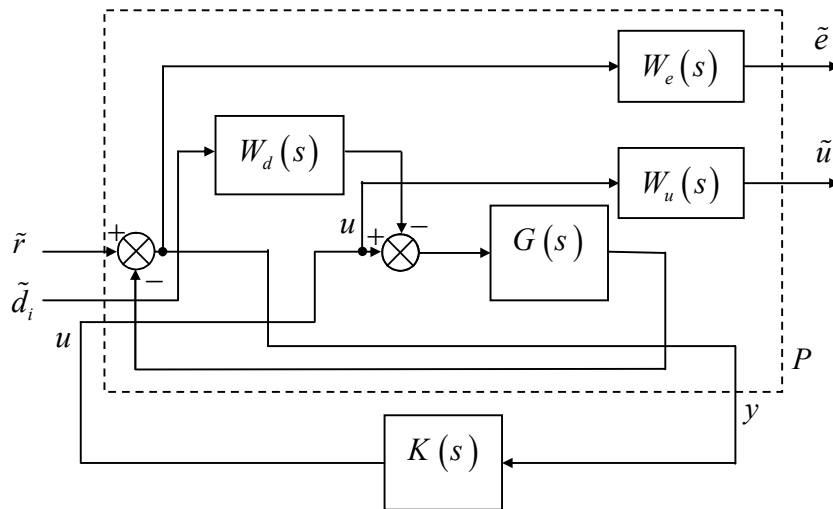 ẽ
W_e(s)
W_d(s)
ũ
W_u(s)
u
+
−
+
−
G(s)
r̃
d̃_i
u
P
y
K(s)